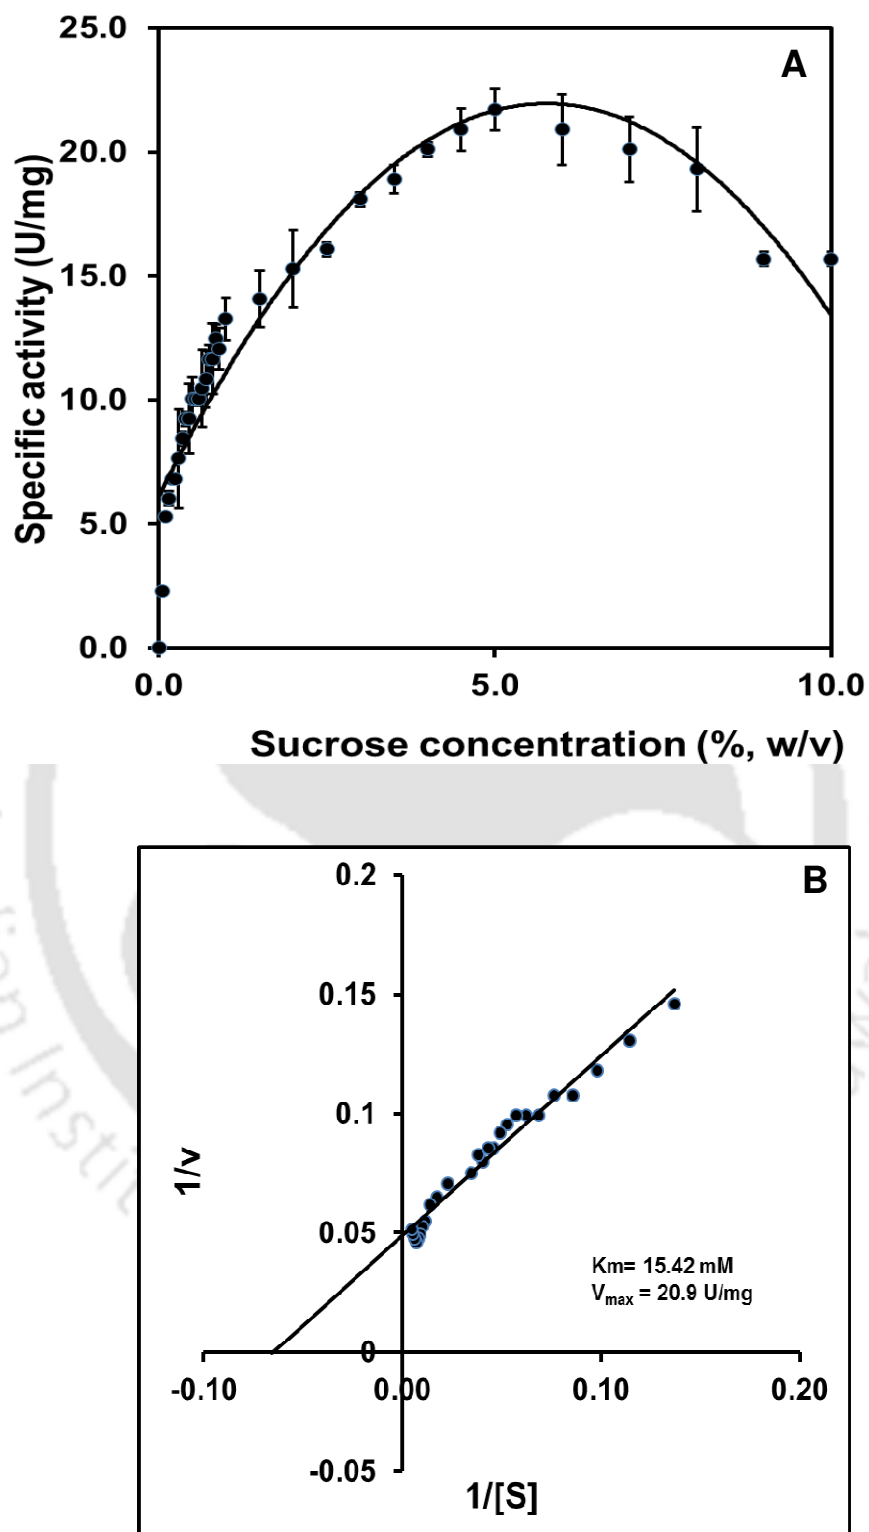 A
25.0
20.0
15.0
10.0
5.0
0.0
Specific activity (U/mg)
0.0 5.0 10.0
Sucrose concentration (%, w/v)
B
0.2
0.15
0.1
0.05
0
-0.05
1/v
Km= 15.42 mM
Vmax = 20.9 U/mg
-0.10 0.00 0.10 0.20
1/[S]